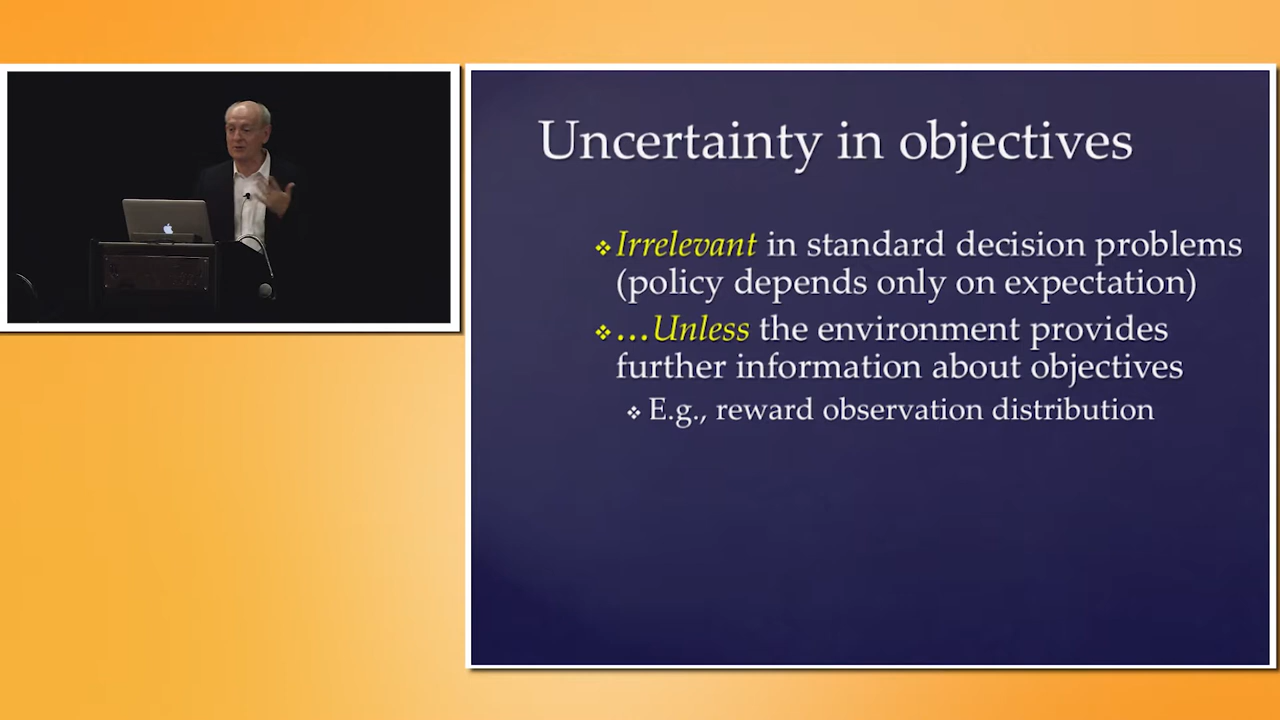 Uncertainty in objectives
Irrelevant in standard decision problems
(policy depends only on expectation)
…Unless the environment provides
further information about objectives
E.g., reward observation distribution